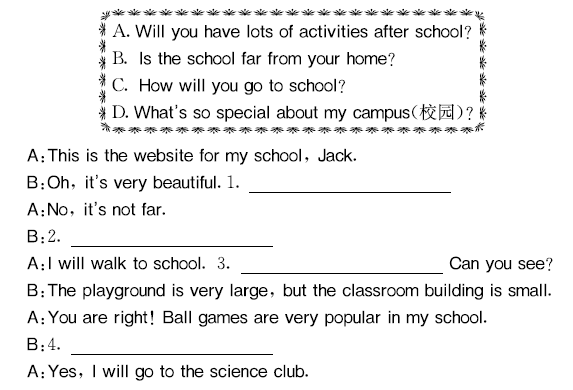 A. Will you have lots of activities after school?
B. Is the school far from your home?
C. How will you go to school?
D. What's so special about my campus(校园)?
A:This is the website for my school, Jack.
B:Oh, it's very beautiful. 1. ____________________
A:No, it's not far.
B:2. ____________________
A:I will walk to school. 3. ____________________ Can you see?
B:The playground is very large, but the classroom building is small.
A:You are right! Ball games are very popular in my school.
B:4. ____________________
A:Yes, I will go to the science club.